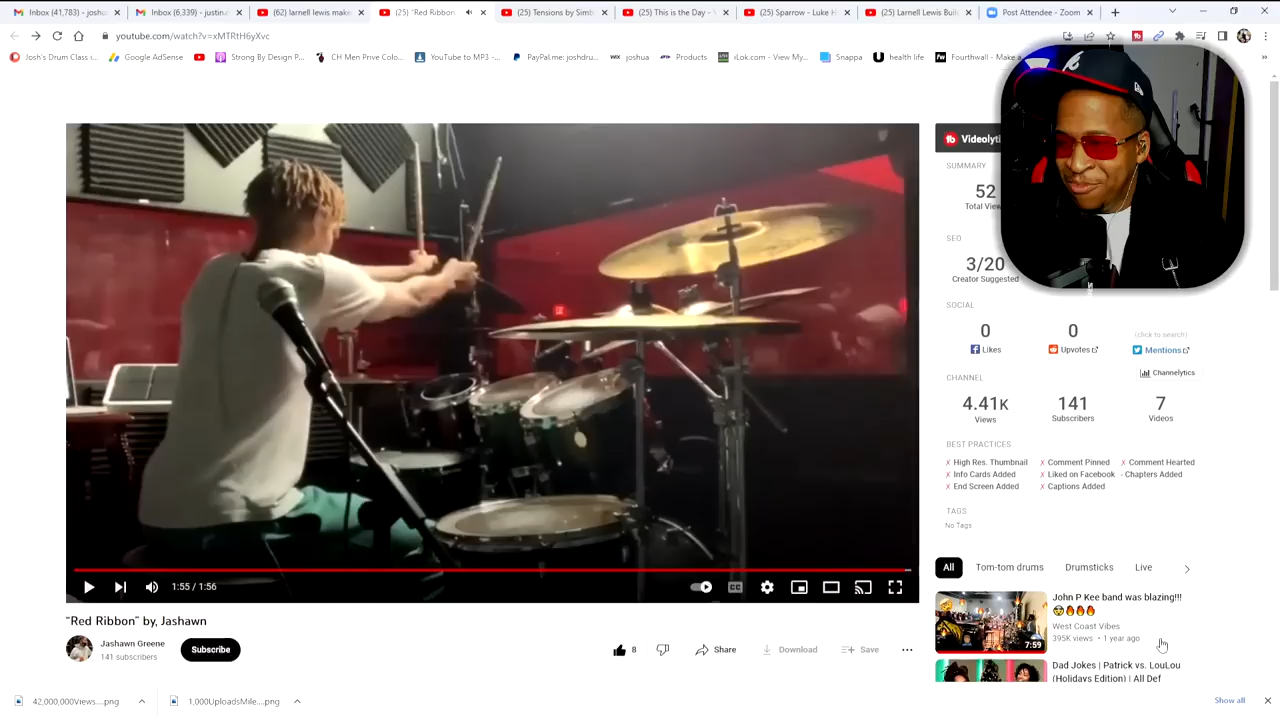 Inbox (41,783) - joshu
Inbox (6,339) - justin.c
(62) larnell lewis make
(25) "Red Ribbon
(25) Tensions by Simb
(25) This is the Day - V
(25) Sparrow - Luke H
(25) Larnell Lewis Buil
Post Attendee - Zoom
youtube.com/watch?v=xMTRtH6yXvc
Josh's Drum Class i...
Google AdSense
Strong By Design P...
CH Men Prive Colo...
YouTube to MP3 -...
PayPal.me: joshdru...
WIX
joshua
Products
iLok.com - View My...
Snappa
health life
Fourthwall - Make a
Videolyti
SUMMARY
52
Total View
SEO
3/20
Creator Suggested
SOCIAL
0
0
(click to search)
Likes
Upvotes
Mentions
Channelytics
CHANNEL
4.41K
141
7
Views
Subscribers
Videos
BEST PRACTICES
X High Res. Thumbnail
X Comment Pinned
X Comment Hearted
X Info Cards Added
X Liked on Facebook
- Chapters Added
X End Screen Added
X Captions Added
TAGS
No Tags
All
Tom-tom drums
Drumsticks
Live
1:55 / 1:56
CC
"Red Ribbon" by, Jashawn
Jashawn Greene
141 subscribers
Subscribe
8
Share
Download
Save
John P Kee band was blazing!!!
West Coast Vibes
395K views • 1 year ago
7:59
Dad Jokes | Patrick vs. LouLou
(Holidays Edition) | All Def
42,000,000Views....png
1,000UploadsMile....png
Show all